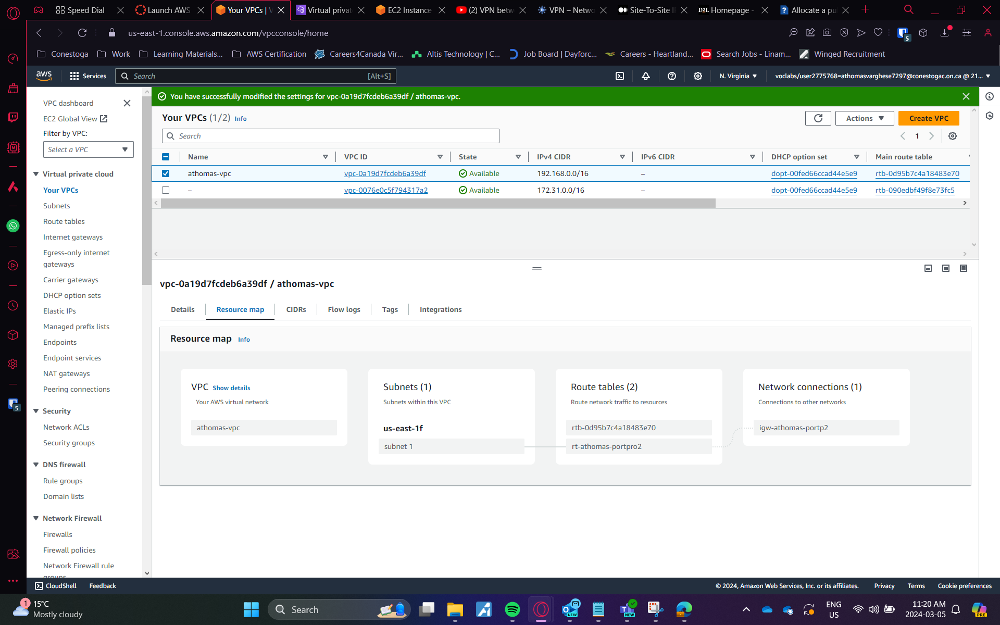 Speed Dial
Launch AWS
Your VPCs | V
Virtual privat
EC2 Instance
(2) VPN betw
VPN – Netwo
Site-To-Site I
D2L Homepage -
Allocate a pu
us-east-1.console.aws.amazon.com/vpcconsole/home
5
Conestoga
Work
Learning Materials...
AWS Certification
Careers4Canada Vir...
Altis Technology | C...
Job Board | Dayforc...
Careers - Heartland...
Search Jobs - Linam...
Winged Recruitment
aws
Services
Search
[Alt+S]
N. Virginia
voclabs/user2775768=athomasvarghese7297@conestogac.on.ca @ 21...
VPC dashboard
EC2 Global View
Filter by VPC:
Select a VPC
Virtual private cloud
Your VPCs
Subnets
Route tables
Internet gateways
Egress-only internet
gateways
Carrier gateways
DHCP option sets
Elastic IPs
Managed prefix lists
Endpoints
Endpoint services
NAT gateways
Peering connections
Security
Network ACLs
Security groups
DNS firewall
Rule groups
Domain lists
Network Firewall
Firewalls
Firewall policies
Network Firewall rule
groups
You have successfully modified the settings for vpc-0a19d7fcdeb6a39df / athomas-vpc.
Your VPCs (1/2) Info
Actions
Create VPC
Search
1
Name
VPC ID
State
IPv4 CIDR
IPv6 CIDR
DHCP option set
Main route table
athomas-vpc
vpc-0a19d7fcdeb6a39df
Available
192.168.0.0/16
–
dopt-00fed66ccad44e5e9
rtb-0d95b7c4a18483e70
–
vpc-0076e0c5f794317a2
Available
172.31.0.0/16
–
dopt-00fed66ccad44e5e9
rtb-090edbf49f8e73fc5
vpc-0a19d7fcdeb6a39df / athomas-vpc
Details
Resource map
CIDRs
Flow logs
Tags
Integrations
Resource map Info
VPC Show details
Your AWS virtual network
athomas-vpc
Subnets (1)
Subnets within this VPC
us-east-1f
subnet 1
Route tables (2)
Route network traffic to resources
rtb-0d95b7c4a18483e70
rt-athomas-portpro2
Network connections (1)
Connections to other networks
igw-athomas-portp2
5
CloudShell
Feedback
© 2024, Amazon Web Services, Inc. or its affiliates.
Privacy
Terms
Cookie preferences
1
15°C
Mostly cloudy
Search
NEW
NEW
ENG
US
11:20 AM
2024-03-05
PRE